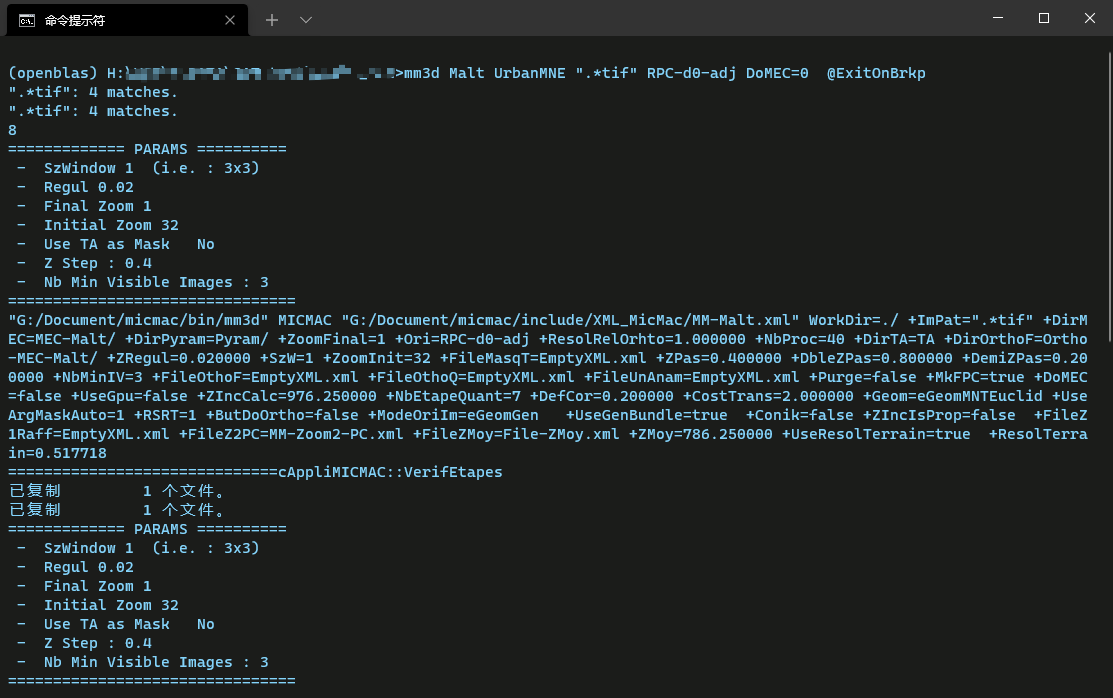 命令提示符
(openblas) H:\ >mm3d Malt UrbanMNE ".*tif" RPC-d0-adj DoMEC=0  @ExitOnBrkp
".*tif": 4 matches.
".*tif": 4 matches.
8
============= PARAMS ==========
 -  SzWindow 1  (i.e. : 3x3)
 -  Regul 0.02
 -  Final Zoom 1
 -  Initial Zoom 32
 -  Use TA as Mask   No
 -  Z Step : 0.4
 -  Nb Min Visible Images : 3
================================
"G:/Document/micmac/bin/mm3d" MICMAC "G:/Document/micmac/include/XML_MicMac/MM-Malt.xml" WorkDir=./ +ImPat=".*tif" +DirM
EC=MEC-Malt/ +DirPyram=Pyram/ +ZoomFinal=1 +Ori=RPC-d0-adj +ResolRelOrhto=1.000000 +NbProc=40 +DirTA=TA +DirOrthoF=Ortho
-MEC-Malt/ +ZRegul=0.020000 +SzW=1 +ZoomInit=32 +FileMasqT=EmptyXML.xml +ZPas=0.400000 +DbleZPas=0.800000 +DemiZPas=0.20
0000 +NbMinIV=3 +FileOthoF=EmptyXML.xml +FileOthoQ=EmptyXML.xml +FileUnAnam=EmptyXML.xml +Purge=false +MkFPC=true +DoMEC
=false +UseGpu=false +ZIncCalc=976.250000 +NbEtapeQuant=7 +DefCor=0.200000 +CostTrans=2.000000 +Geom=eGeomMNTEuclid +Use
ArgMaskAuto=1 +RSRT=1 +ButDoOrtho=false +ModeOriIm=eGeomGen   +UseGenBundle=true  +Conik=false +ZIncIsProp=false  +FileZ
1Raff=EmptyXML.xml +FileZ2PC=MM-Zoom2-PC.xml +FileZMoy=File-ZMoy.xml +ZMoy=786.250000 +UseResolTerrain=true  +ResolTerra
in=0.517718
==============================cAppliMICMAC::VerifEtapes
已复制         1 个文件。
已复制         1 个文件。
============= PARAMS ==========
 -  SzWindow 1  (i.e. : 3x3)
 -  Regul 0.02
 -  Final Zoom 1
 -  Initial Zoom 32
 -  Use TA as Mask   No
 -  Z Step : 0.4
 -  Nb Min Visible Images : 3
================================